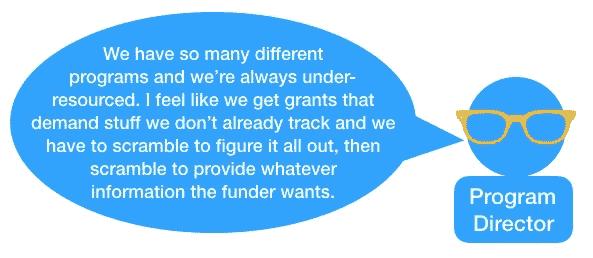 We have so many different
programs and we're always under-
resourced. I feel like we get grants that
demand stuff we don't already track and we
have to scramble to figure it all out, then
scramble to provide whatever
information the funder wants.
Program
Director